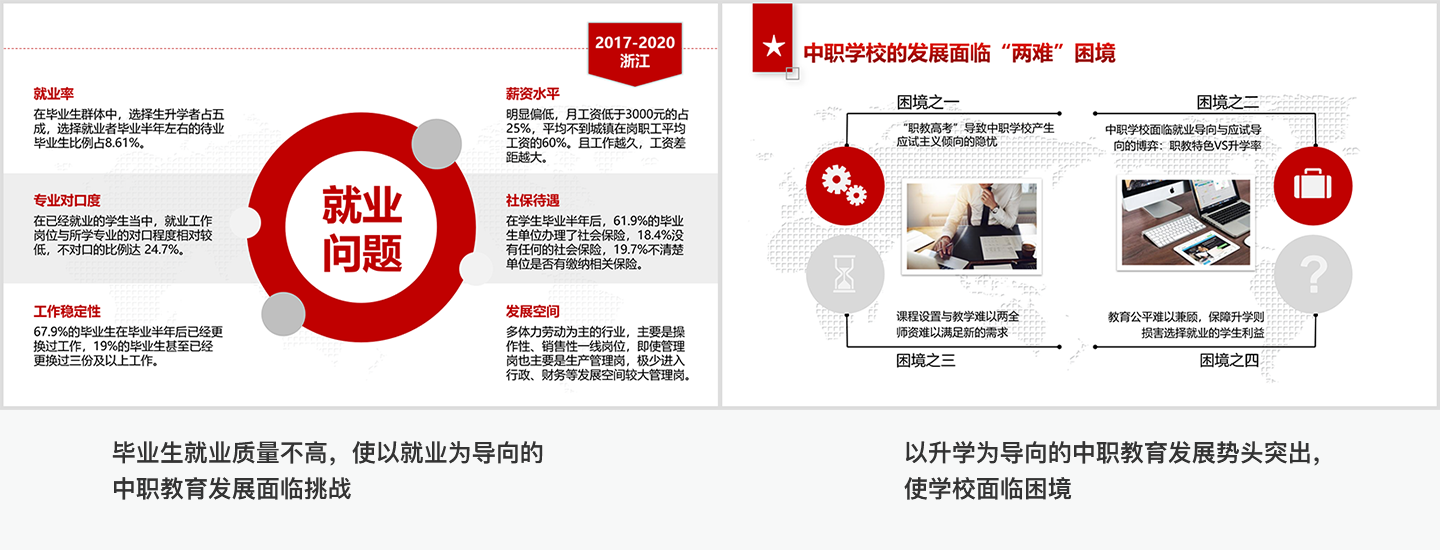 2017-2020
浙江
就业率
在毕业生群体中，选择生升学者占五
成，选择就业者毕业半年左右的待业
毕业生比例占8.61%。
专业对口度
在已经就业的学生当中，就业工作
岗位与所学专业的对口程度相对较
低，不对口的比例达 24.7%。
工作稳定性
67.9%的毕业生在毕业半年后已经更
换过工作，19%的毕业生甚至已经
更换过三份及以上工作。
就业
问题
薪资水平
明显偏低，月工资低于3000元的占
25%，平均不到城镇在岗职工平均
工资的60%。且工作越久，工资差
距越大。
社保待遇
在学生毕业半年后，61.9%的毕业
生单位办理了社会保险，18.4%没
有任何的社会保险，19.7%不清楚
单位是否有缴纳相关保险。
发展空间
多体力劳动为主的行业，主要是操
作性、销售性一线岗位，即使管理
岗也主要是生产管理岗，极少进入
行政、财务等发展空间较大管理岗。
毕业生就业质量不高，使以就业为导向的
中职教育发展面临挑战
中职学校的发展面临“两难”困境
困境之一
“职教高考”导致中职学校产生
应试主义倾向的隐忧
困境之二
中职学校面临就业导向与应试导
向的博弈：职教特色VS升学率
课程设置与教学难以两全
师资难以满足新的需求
困境之三
教育公平难以兼顾，保障升学则
损害选择就业的学生利益
困境之四
以升学为导向的中职教育发展势头突出，
使学校面临困境